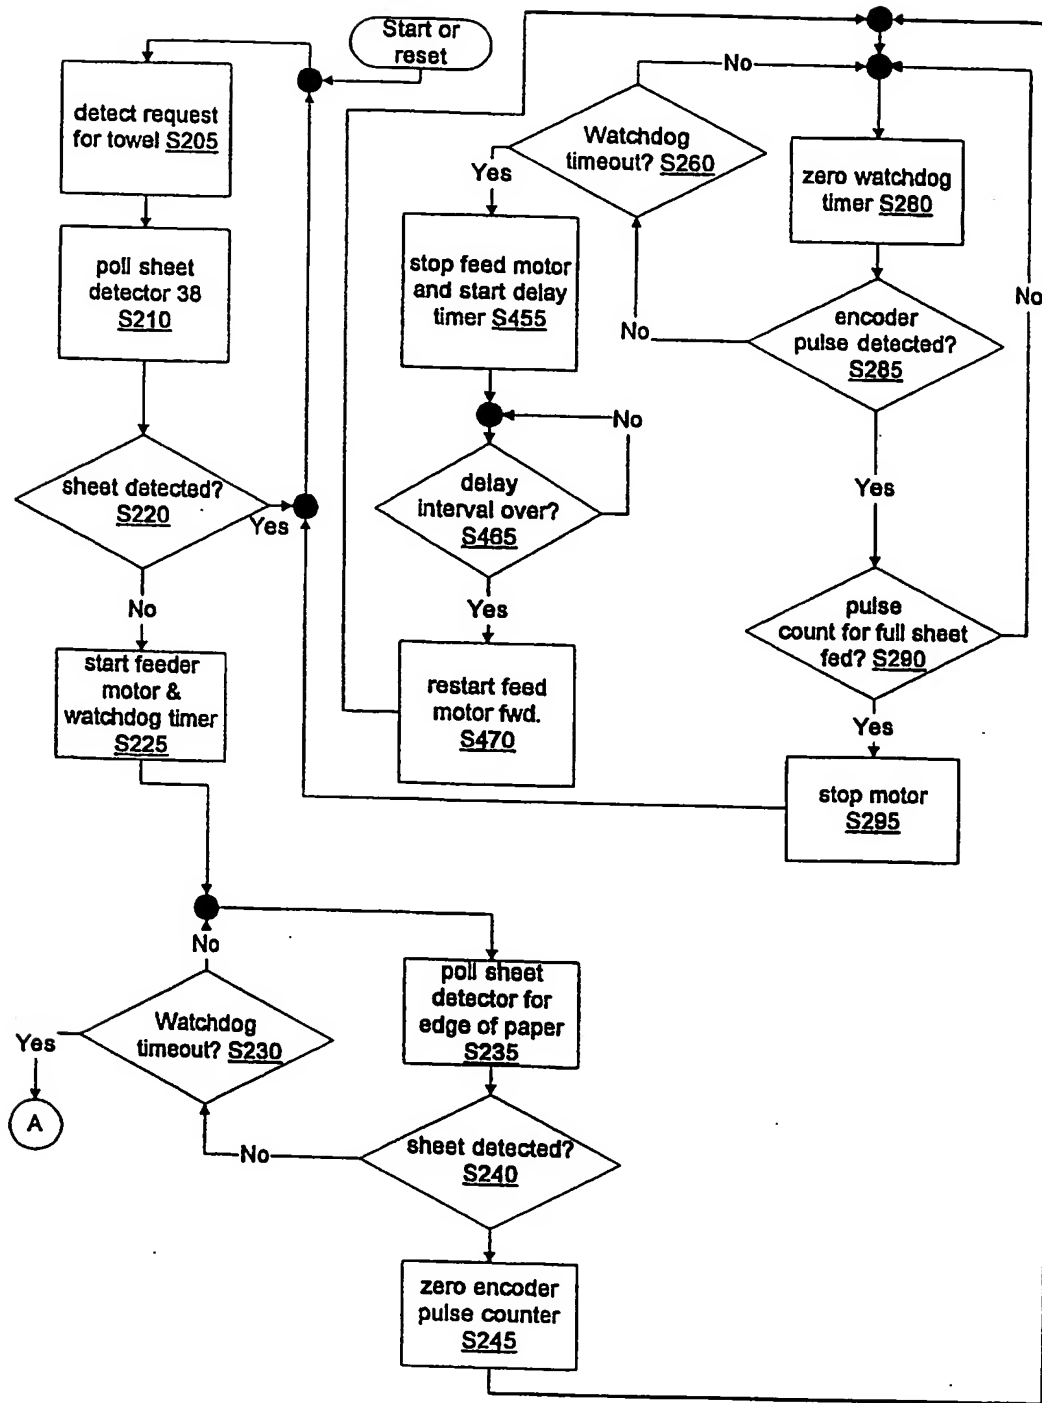 Start or
reset
detect request
for towel S205
poll sheet
detector 38
S210
sheet detected?
S220
Yes
No
start feeder
motor &
watchdog timer
S225
No
Watchdog
timeout? S260
Yes
stop feed motor
and start delay
timer S455
No
delay
interval over?
S465
Yes
restart feed
motor fwd.
S470
zero watchdog
timer S280
No
No
encoder
pulse detected?
S285
Yes
pulse
count for full sheet
fed? S290
Yes
stop motor
S295
No
Watchdog
timeout? S230
Yes
A
poll sheet
detector for
edge of paper
S235
No
sheet detected?
S240
zero encoder
pulse counter
S245